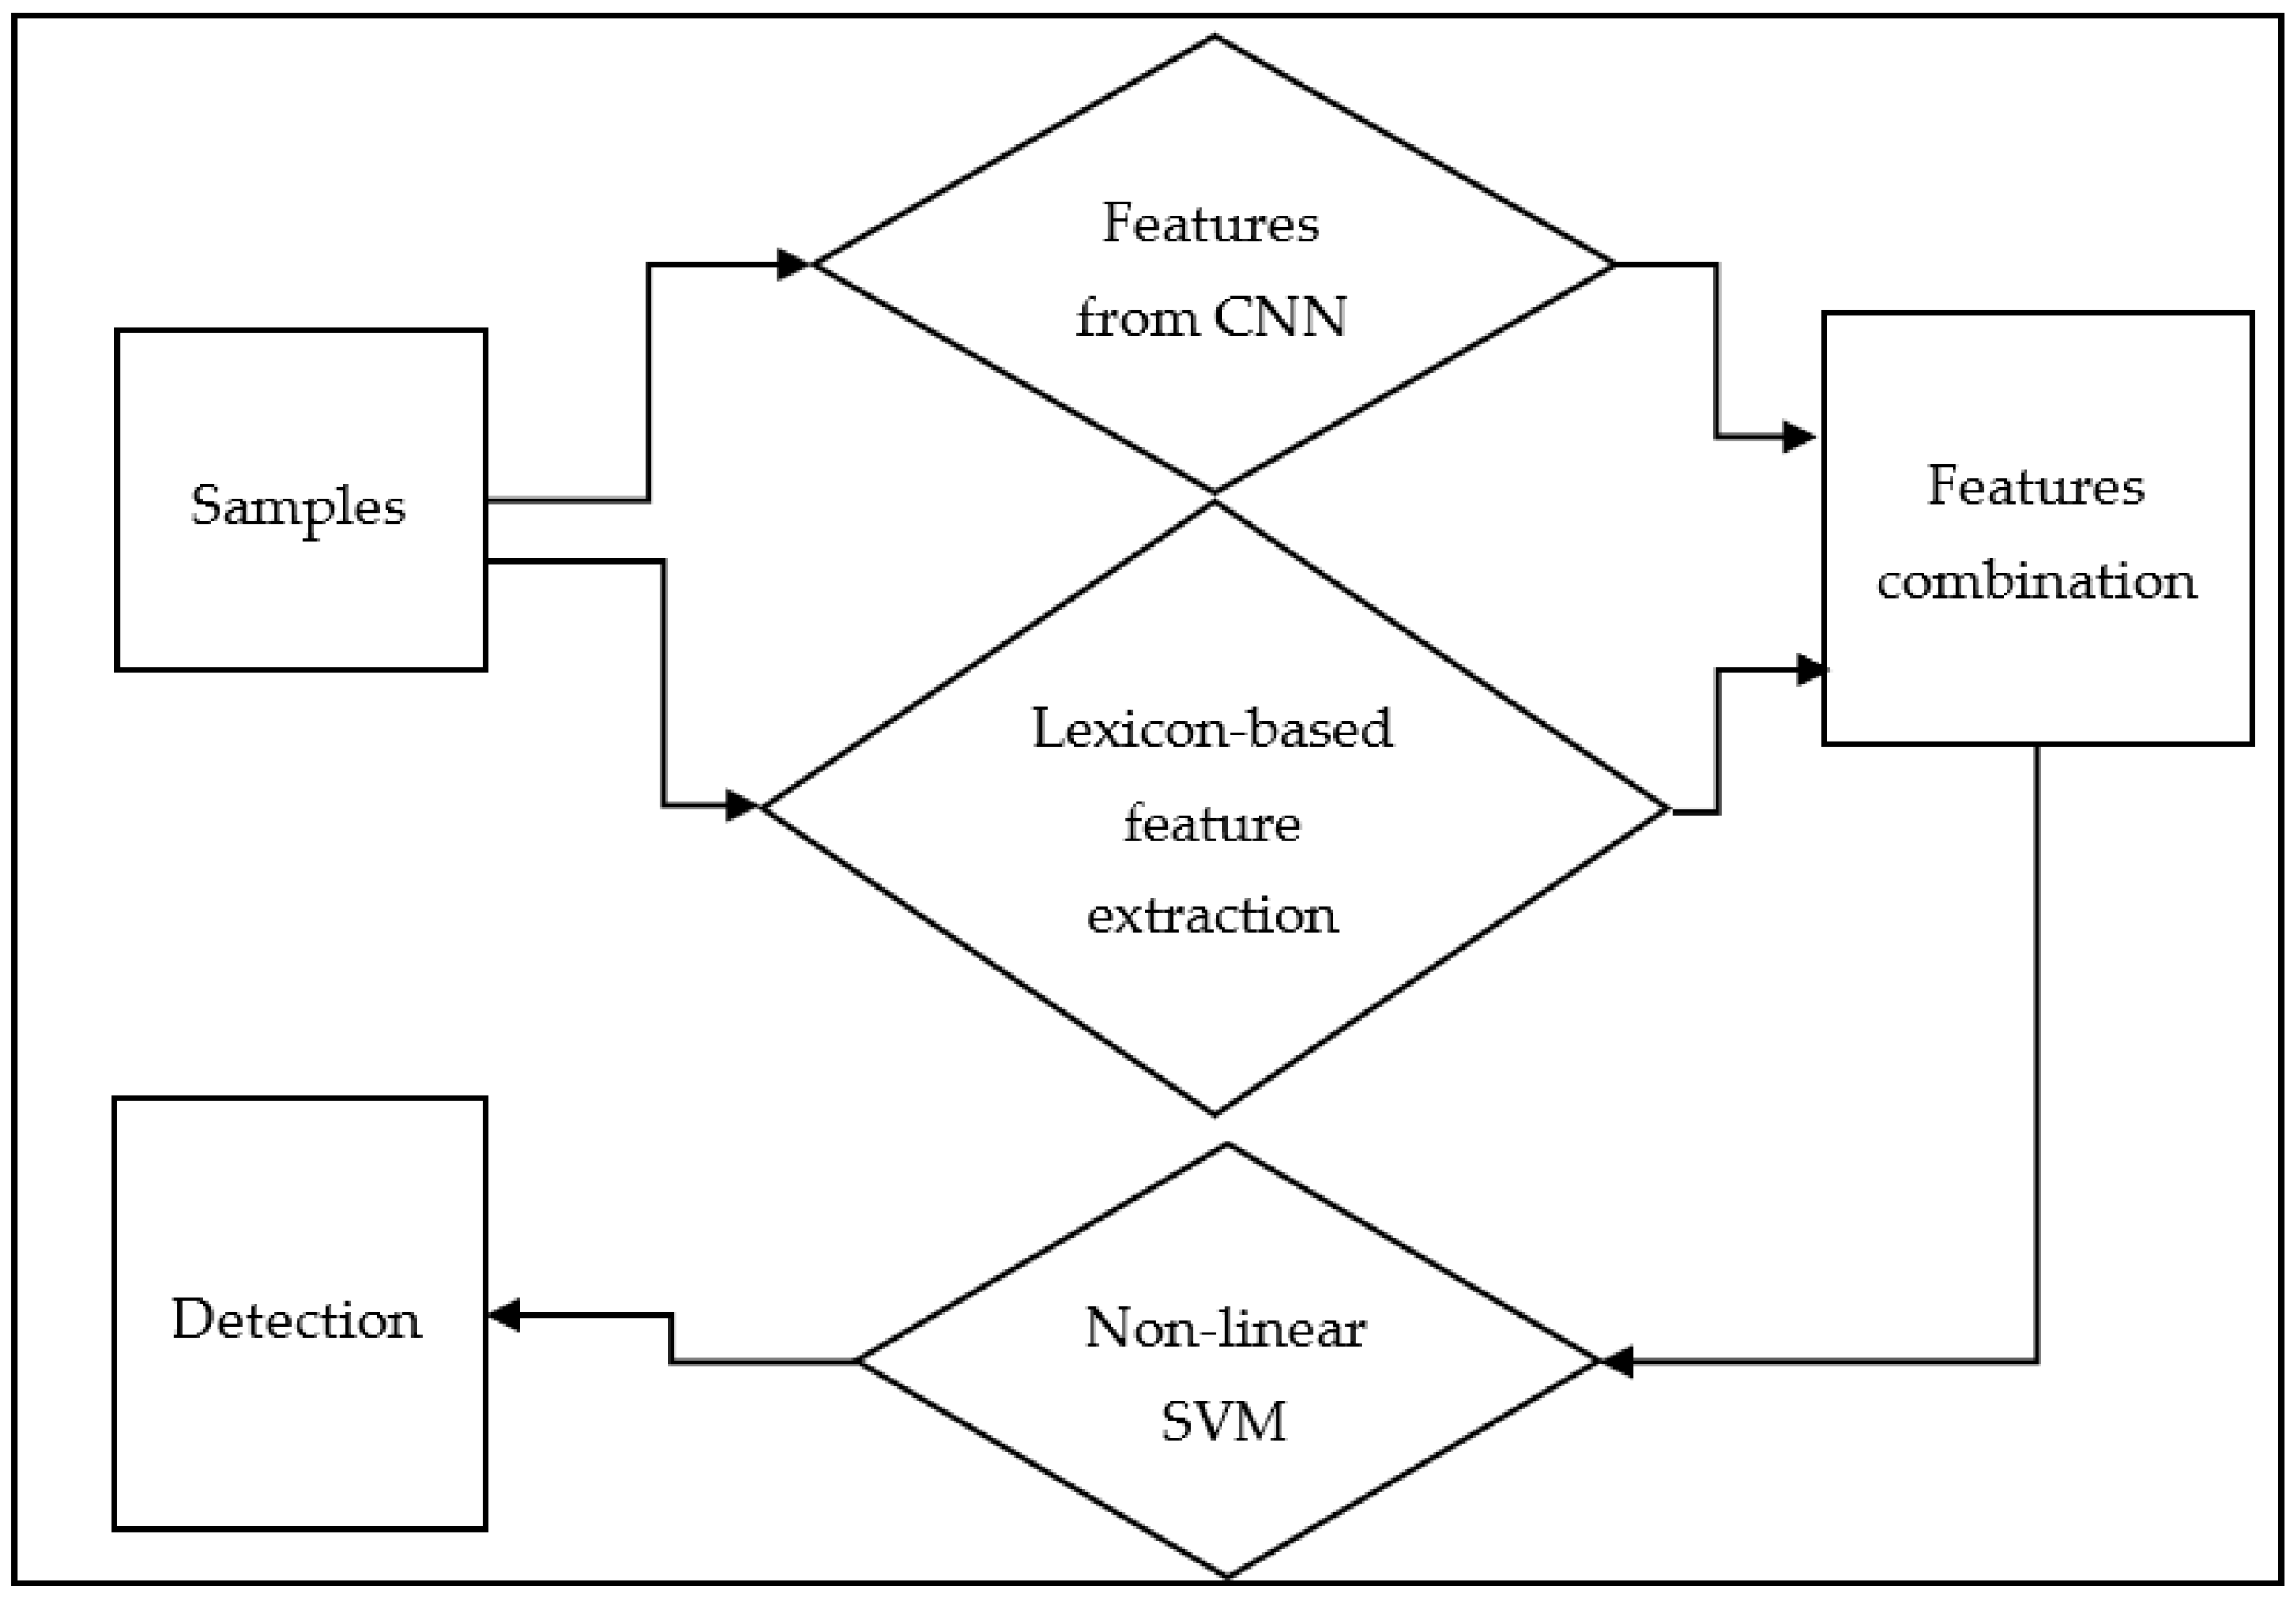 Features
from CNN
Samples
Features
combination
Lexicon-based
feature
extraction
Detection
Non-linear
SVM